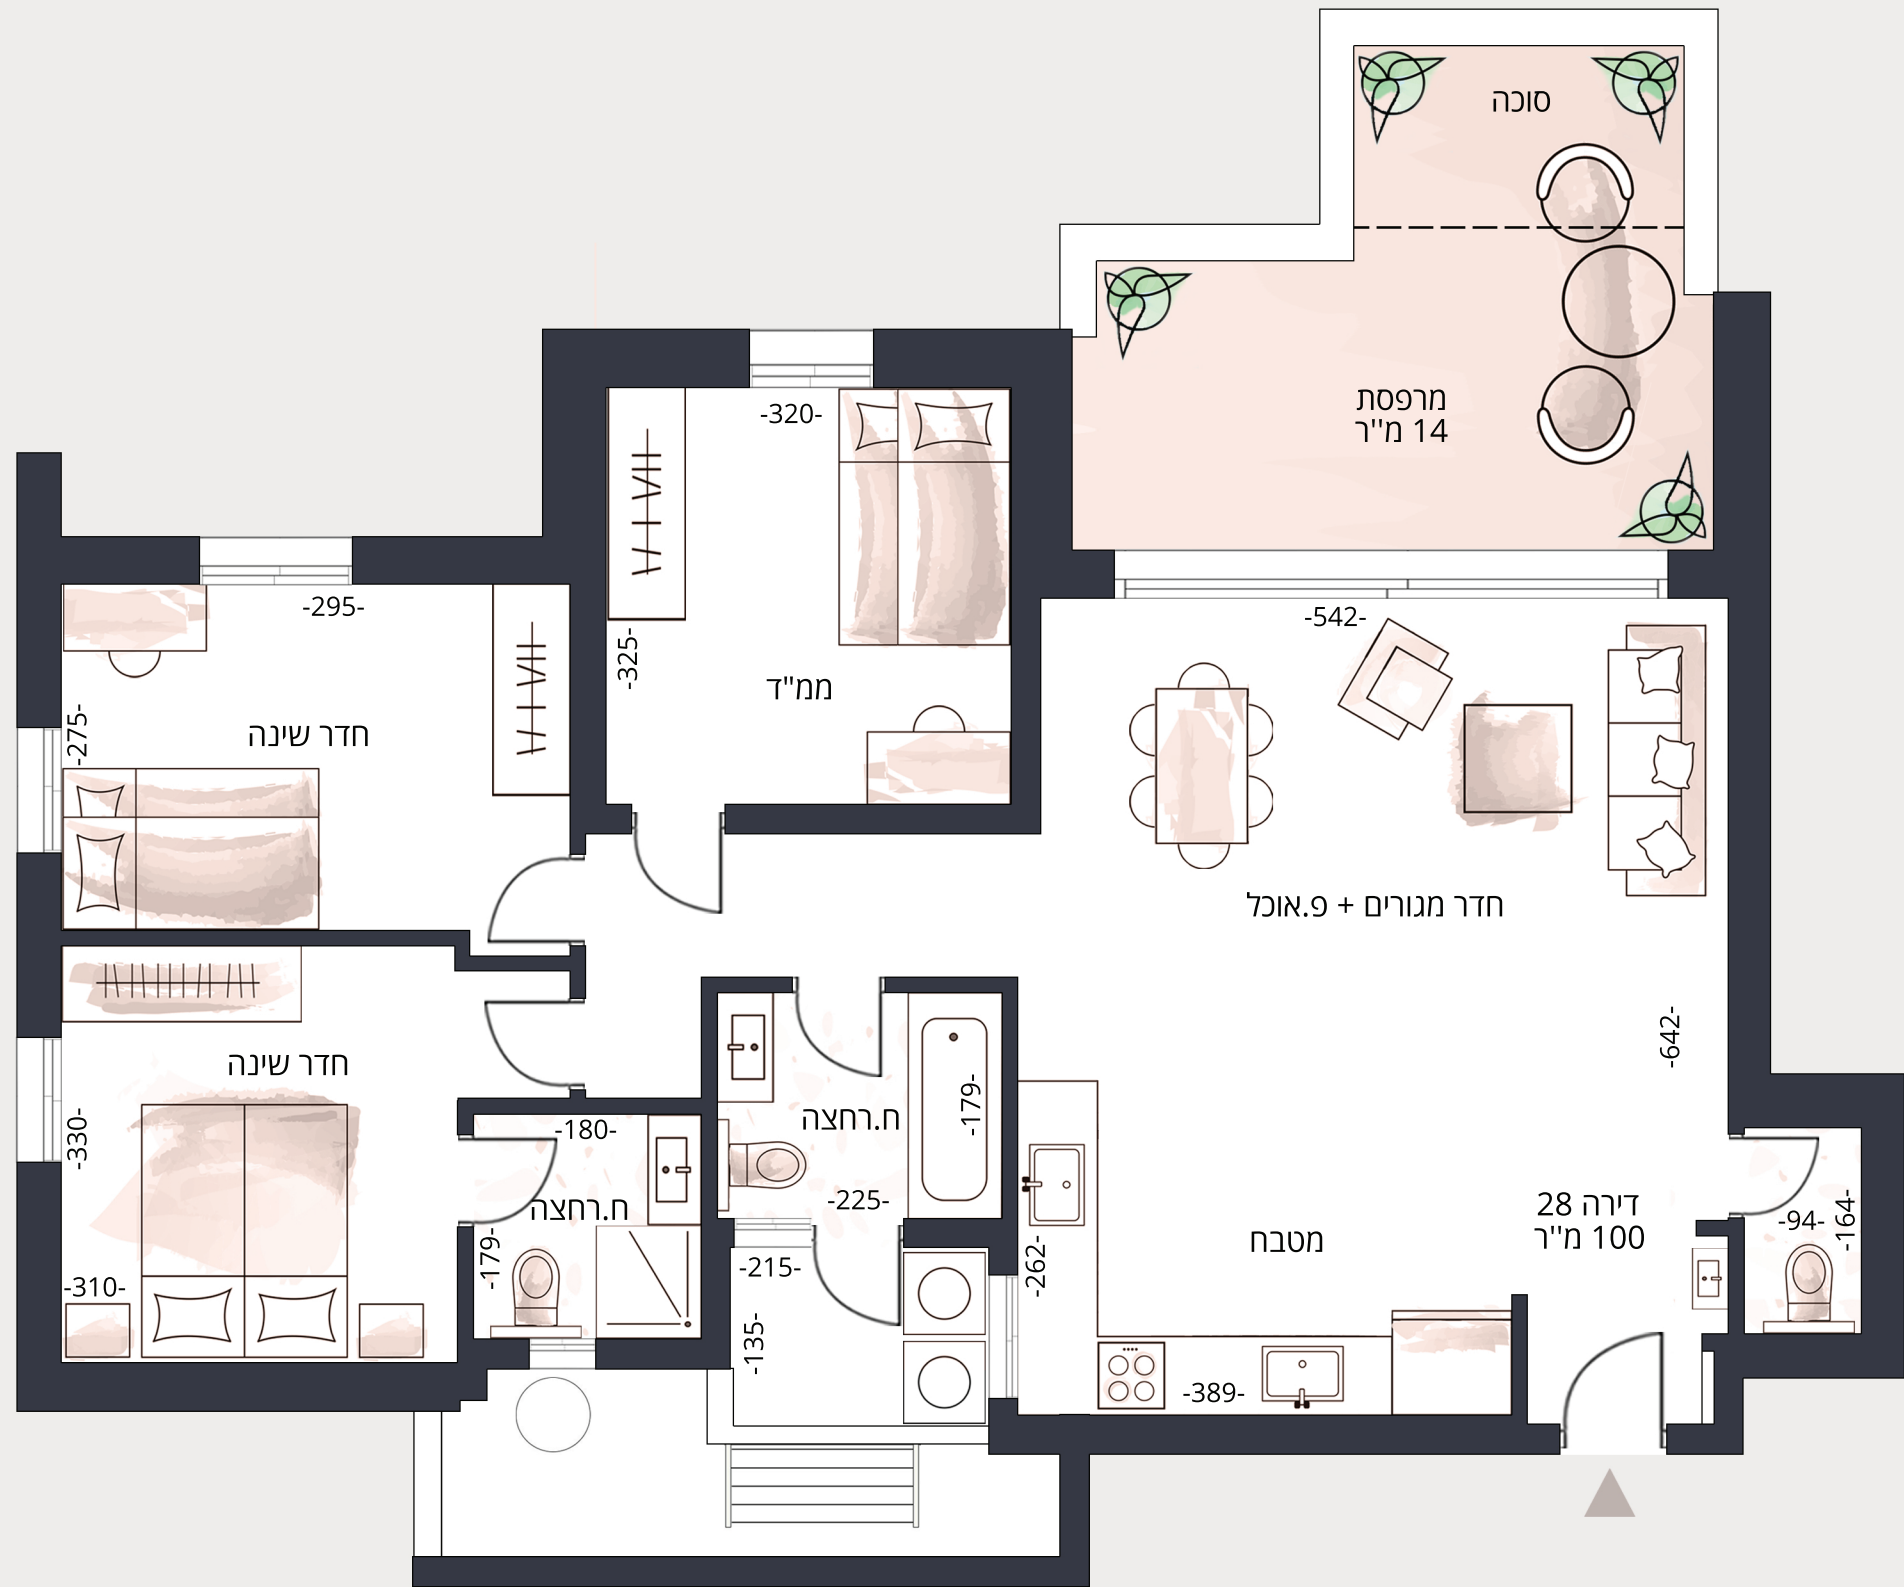 סוכה
מרפסת
14 מ''ר
-320-
-325-
ממ"ד
-295-
-275-
חדר שינה
-542-
חדר מגורים + פ.אוכל
-642-
חדר שינה
-330-
-310-
-180-
ח.רחצה
-179-
ח.רחצה
-179-
-225-
-215-
-135-
-262-
מטבח
-389-
דירה 28
100 מ''ר
-94-
-164-